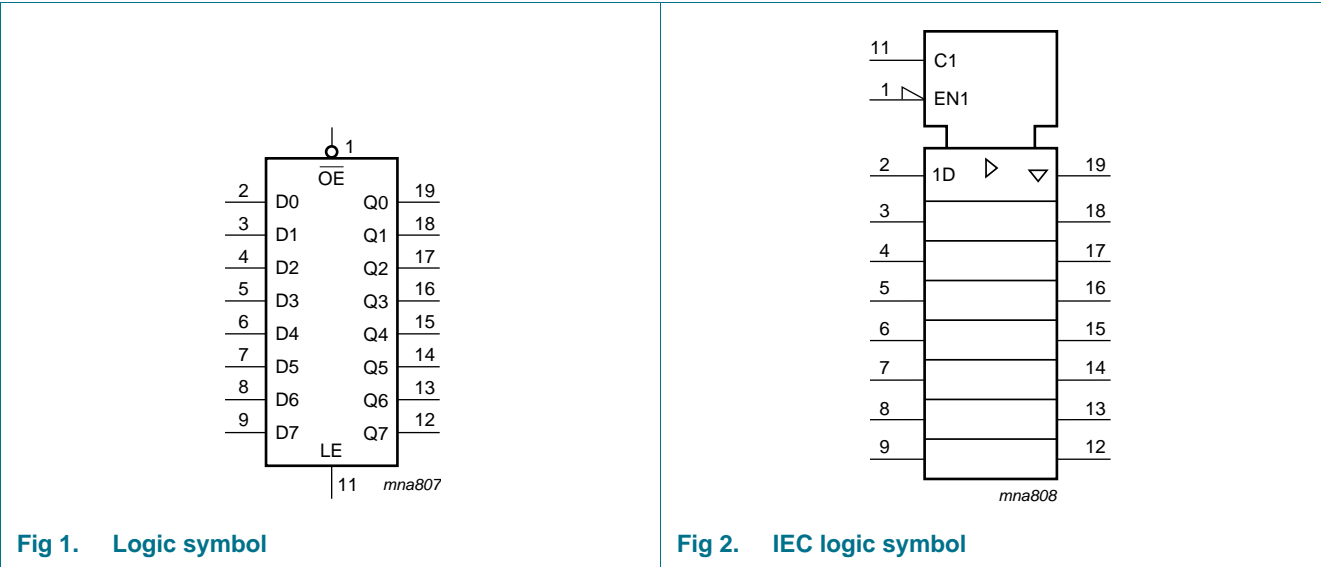 1
O̅E̅
2 D0 Q0 19
3 D1 Q1 18
4 D2 Q2 17
5 D3 Q3 16
6 D4 Q4 15
7 D5 Q5 14
8 D6 Q6 13
9 D7 Q7 12
LE
11 mna807
Fig 1. Logic symbol
11 C1
1 EN1
2 1D 19
3 18
4 17
5 16
6 15
7 14
8 13
9 12
mna808
Fig 2. IEC logic symbol